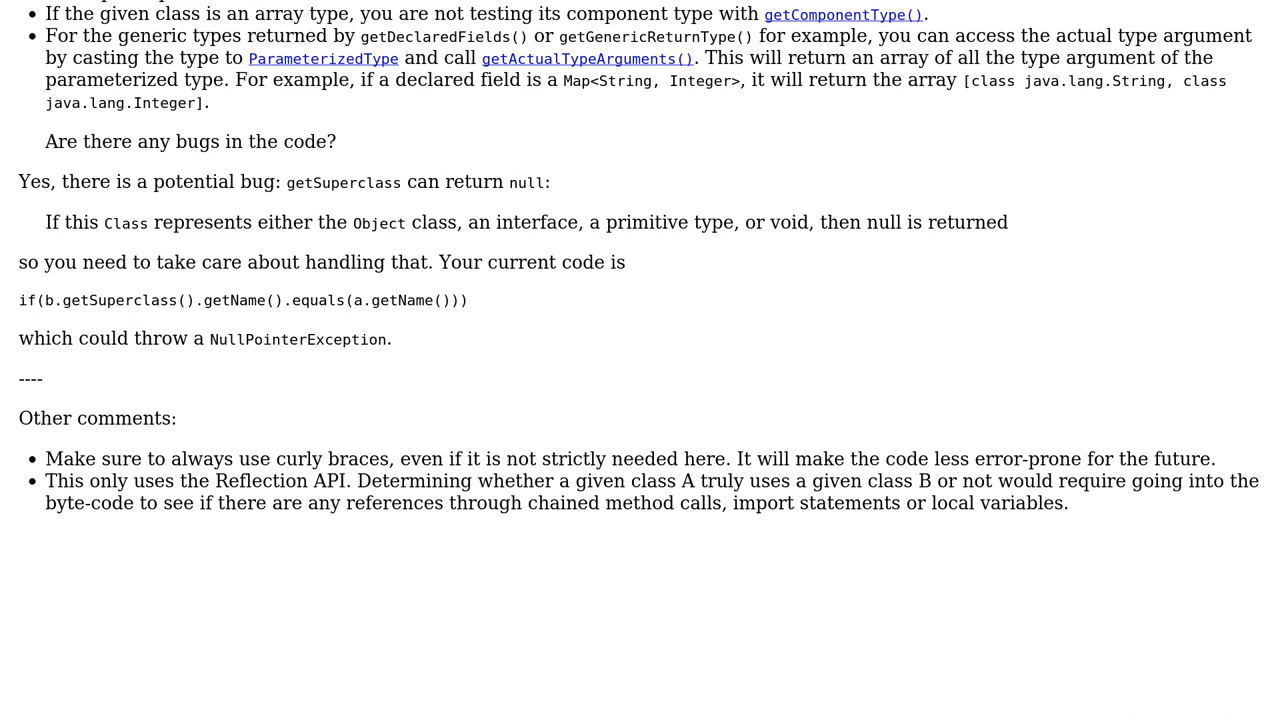 If the given class is an array type, you are not testing its component type with getComponentType().
For the generic types returned by getDeclaredFields() or getGenericReturnType() for example, you can access the actual type argument
by casting the type to ParameterizedType and call getActualTypeArguments(). This will return an array of all the type argument of the
parameterized type. For example, if a declared field is a Map<String, Integer>, it will return the array [class java.lang.String, class
java.lang.Integer].
Are there any bugs in the code?
Yes, there is a potential bug: getSuperclass can return null:
If this Class represents either the Object class, an interface, a primitive type, or void, then null is returned
so you need to take care about handling that. Your current code is
if(b.getSuperclass().getName().equals(a.getName()))
which could throw a NullPointerException.
----
Other comments:
Make sure to always use curly braces, even if it is not strictly needed here. It will make the code less error-prone for the future.
This only uses the Reflection API. Determining whether a given class A truly uses a given class B or not would require going into the
byte-code to see if there are any references through chained method calls, import statements or local variables.